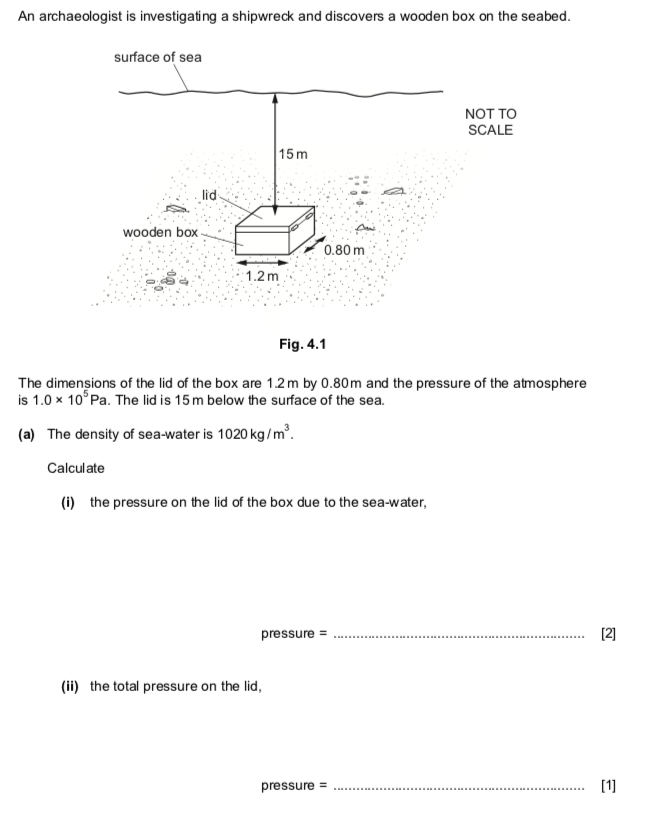 An archaeologist is investigating a shipwreck and discovers a wooden box on the seabed.
surface of sea
NOT TO
SCALE
15 m
lid
wooden box
0.80 m
1.2 m
Fig. 4.1
The dimensions of the lid of the box are 1.2 m by 0.80 m and the pressure of the atmosphere
is 1.0 × 10⁵ Pa. The lid is 15 m below the surface of the sea.
(a) The density of sea-water is 1020 kg / m³.
Calculate
(i) the pressure on the lid of the box due to the sea-water,
pressure = ................................................................ [2]
(ii) the total pressure on the lid,
pressure = ................................................................ [1]